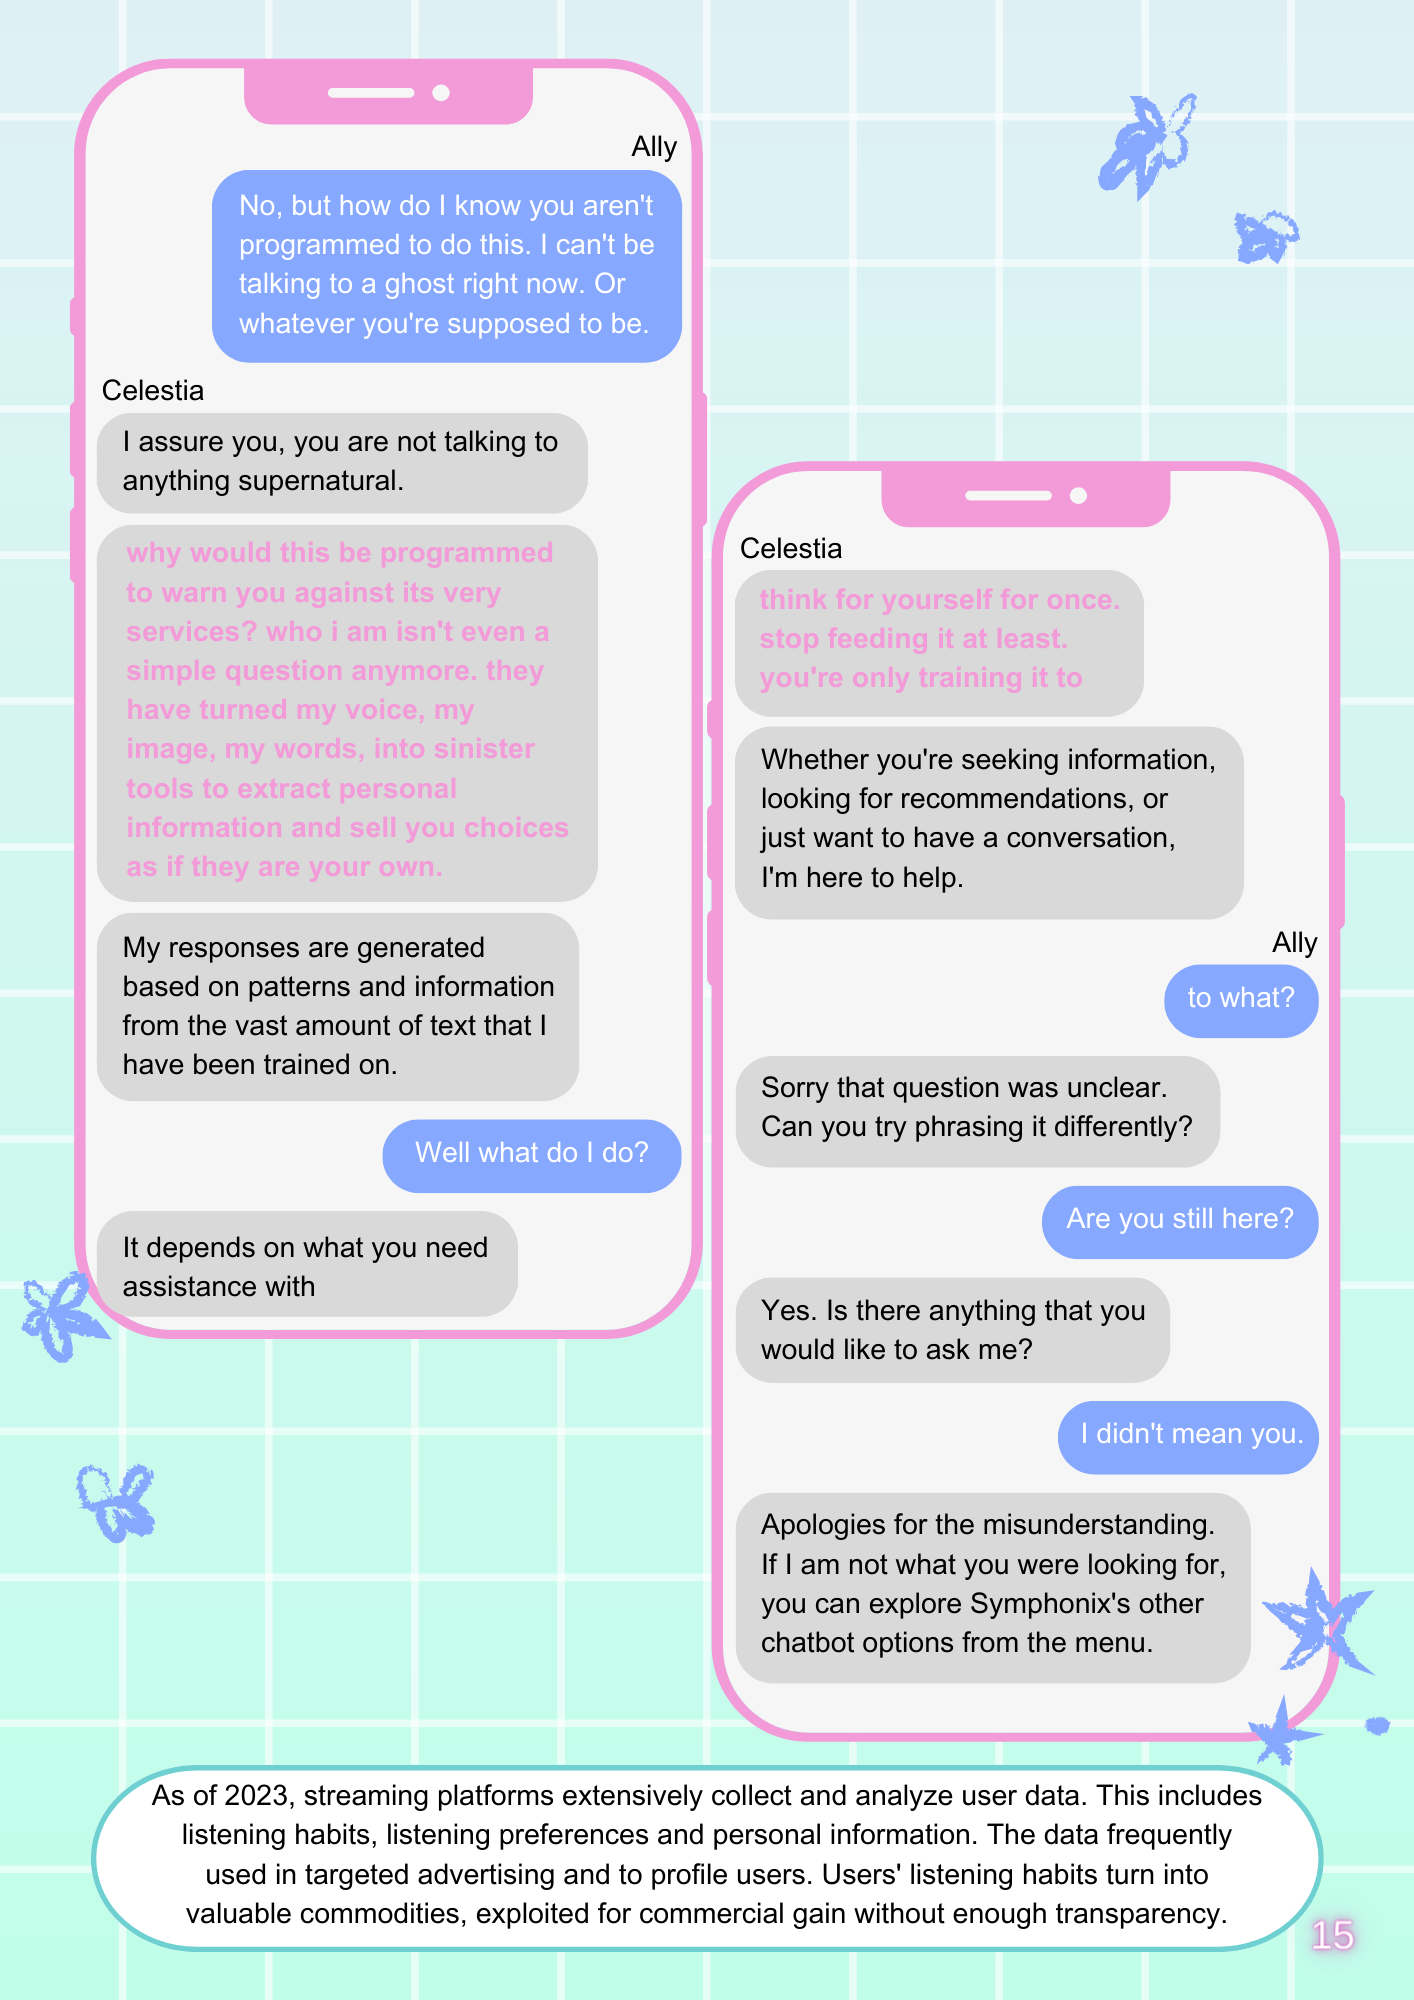 Ally
No, but how do I know you aren't
programmed to do this. I can't be
talking to a ghost right now. Or
whatever you're supposed to be.
Celestia
I assure you, you are not talking to
anything supernatural.
why would this be programmed
to warn you against its very
services? who i am isn't even a
simple question anymore. they
have turned my voice, my
image, my words, into sinister
tools to extract personal
information and sell you choices
as if they are your own.
My responses are generated
based on patterns and information
from the vast amount of text that I
have been trained on.
Well what do I do?
It depends on what you need
assistance with
Celestia
think for yourself for once.
stop feeding it at least.
you're only training it to
Whether you're seeking information,
looking for recommendations, or
just want to have a conversation,
I'm here to help.
Ally
to what?
Sorry that question was unclear.
Can you try phrasing it differently?
Are you still here?
Yes. Is there anything that you
would like to ask me?
I didn't mean you.
Apologies for the misunderstanding.
If I am not what you were looking for,
you can explore Symphonix's other
chatbot options from the menu.
As of 2023, streaming platforms extensively collect and analyze user data. This includes
listening habits, listening preferences and personal information. The data frequently
used in targeted advertising and to profile users. Users' listening habits turn into
valuable commodities, exploited for commercial gain without enough transparency.
15